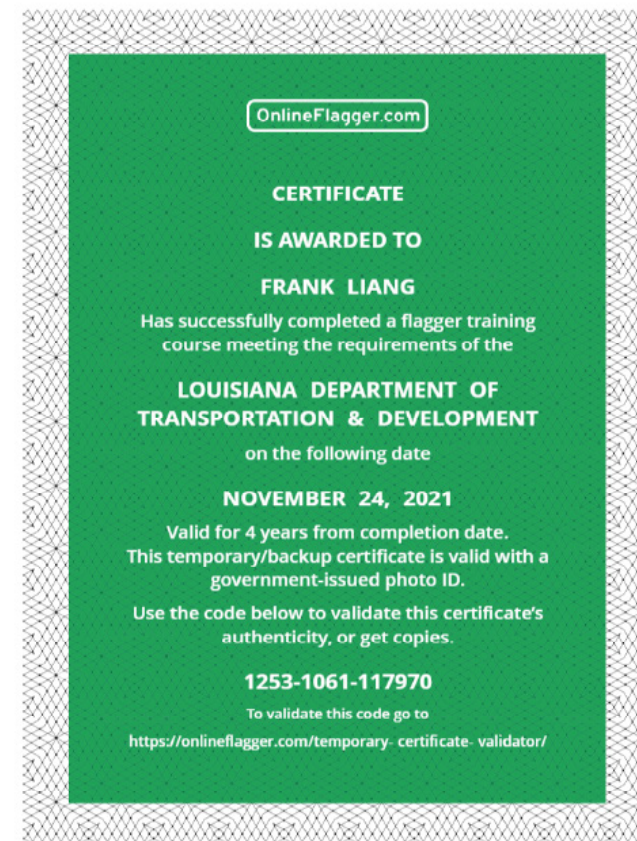 OnlineFlagger.com
CERTIFICATE
IS AWARDED TO
FRANK LIANG
Has successfully completed a flagger training
course meeting the requirements of the
LOUISIANA DEPARTMENT OF
TRANSPORTATION & DEVELOPMENT
on the following date
NOVEMBER 24, 2021
Valid for 4 years from completion date.
This temporary/backup certificate is valid with a
government-issued photo ID.
Use the code below to validate this certificate's
authenticity, or get copies.
1253-1061-117970
To validate this code go to
https://onlineflagger.com/temporary- certificate- validator/